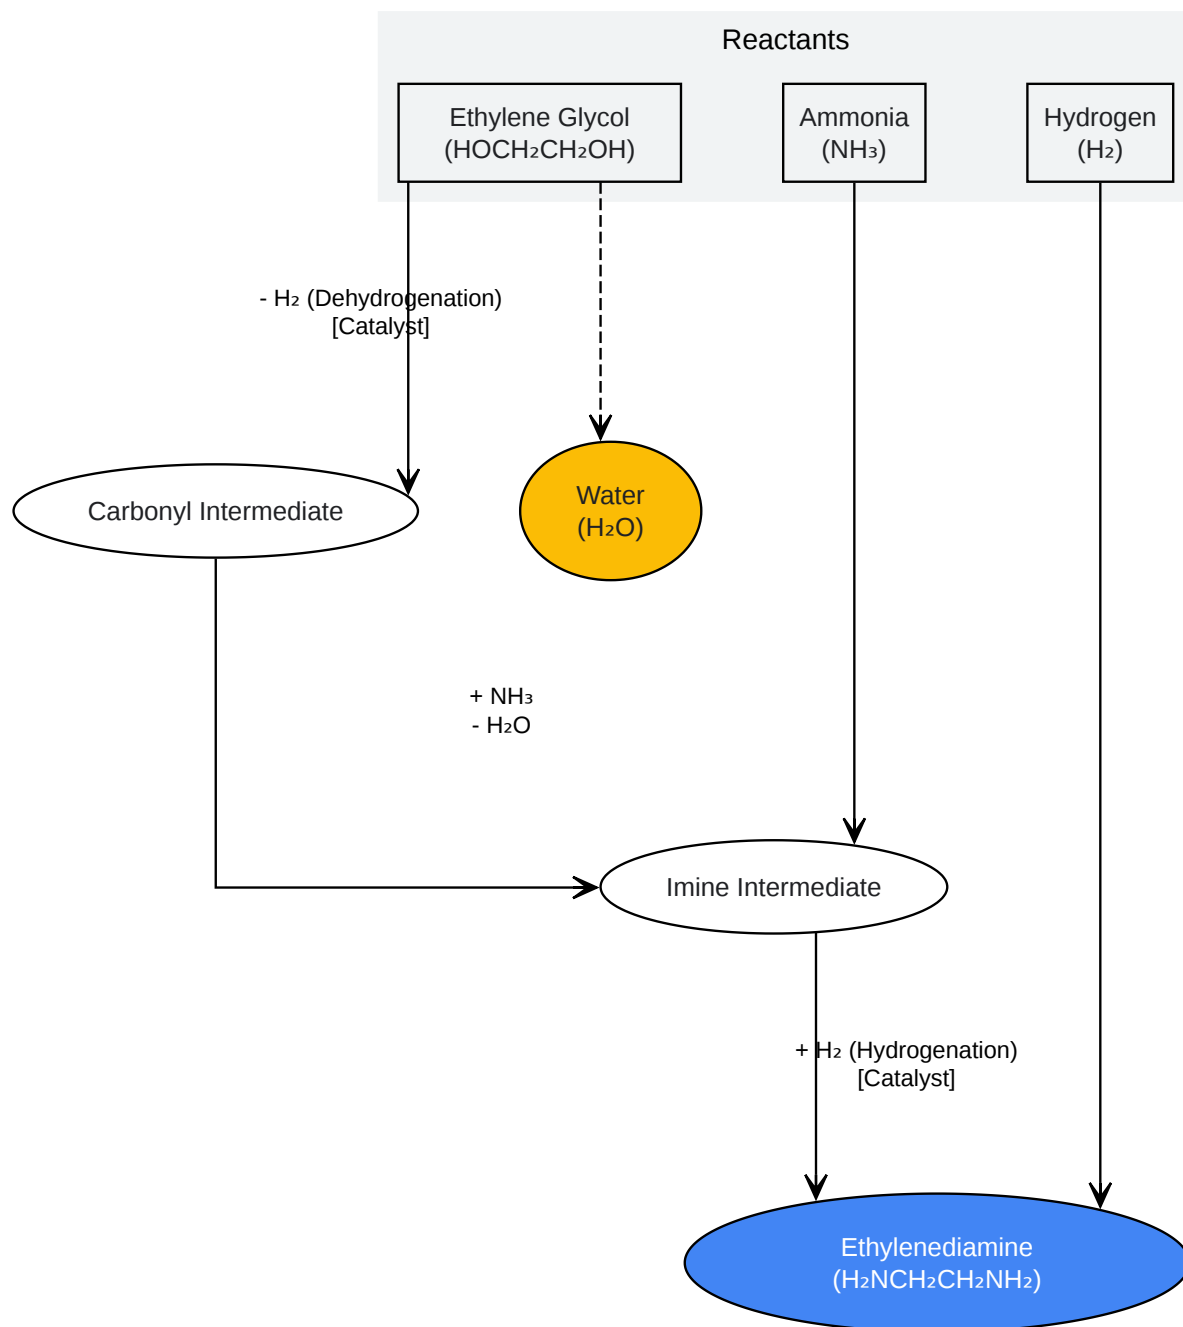 Reactants
Ethylene Glycol
(HOCH₂CH₂OH)
Ammonia
(NH₃)
Hydrogen
(H₂)
- H₂ (Dehydrogenation)
[Catalyst]
Carbonyl Intermediate
Water
(H₂O)
+ NH₃
- H₂O
Imine Intermediate
+ H₂ (Hydrogenation)
[Catalyst]
Ethylenediamine
(H₂NCH₂CH₂NH₂)